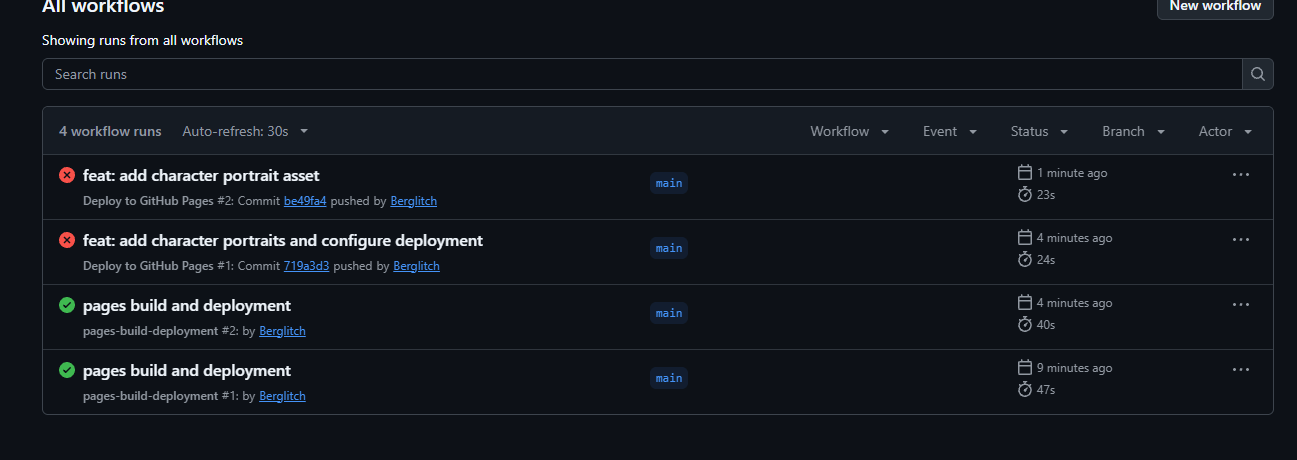 All workflows
New workflow
Showing runs from all workflows
Search runs
4 workflow runs
Auto-refresh: 30s
Workflow
Event
Status
Branch
Actor
feat: add character portrait asset
Deploy to GitHub Pages #2: Commit be49fa4 pushed by Berglitch
main
1 minute ago
23s
feat: add character portraits and configure deployment
Deploy to GitHub Pages #1: Commit 719a3d3 pushed by Berglitch
main
4 minutes ago
24s
pages build and deployment
pages-build-deployment #2: by Berglitch
main
4 minutes ago
40s
pages build and deployment
pages-build-deployment #1: by Berglitch
main
9 minutes ago
47s